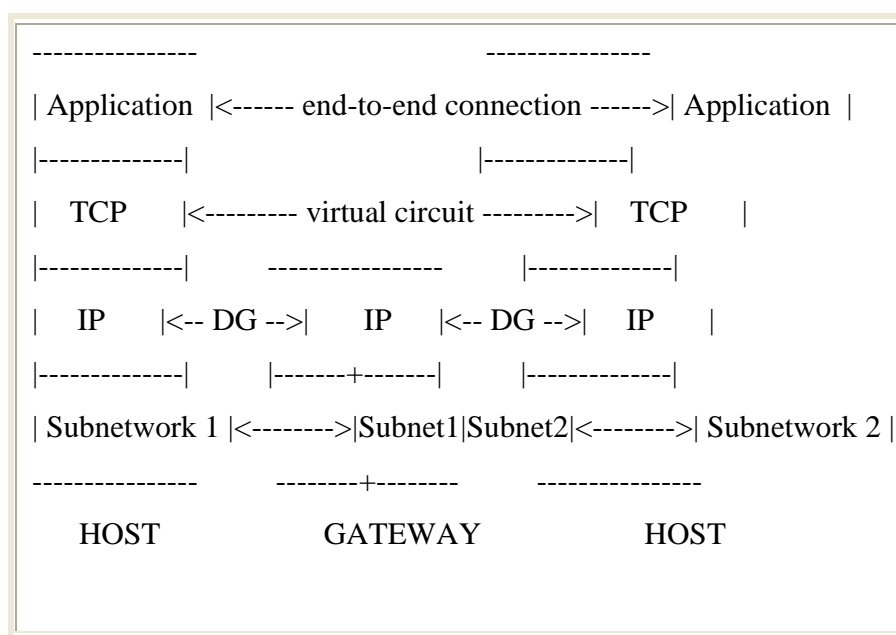 ----------------                              ----------------
| Application  |<------ end-to-end connection ------>| Application  |
|--------------|                              |--------------|
|    TCP       |<--------- virtual circuit --------->|    TCP       |
|--------------|        -----------------        |--------------|
|     IP       |<-- DG -->|      IP      |<-- DG -->|     IP       |
|--------------|        |-------+-------|        |--------------|
| Subnetwork 1 |<-------->|Subnet1|Subnet2|<-------->| Subnetwork 2 |
----------------        --------+--------        ----------------
HOST                     GATEWAY                     HOST